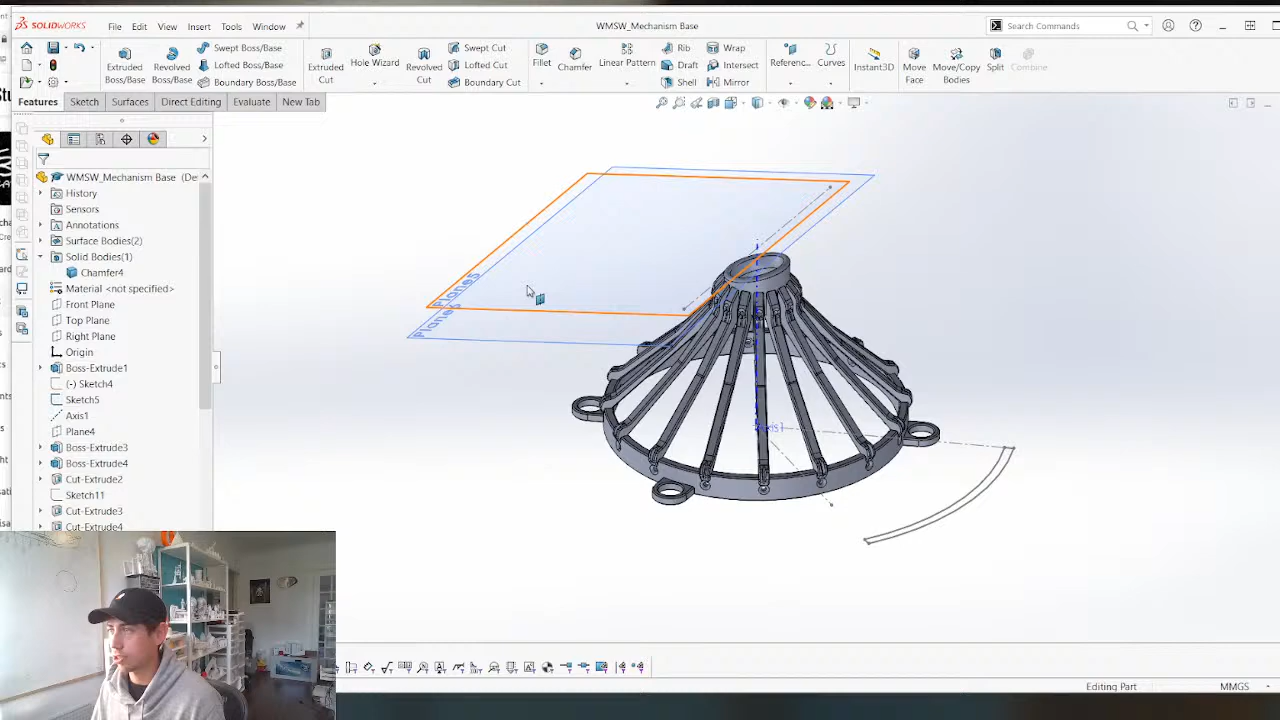 SOLIDWORKS File Edit View Insert Tools Window WMSW_Mechanism Base Search Commands
Extruded Boss/Base Revolved Boss/Base Swept Boss/Base Lofted Boss/Base Boundary Boss/Base Extruded Cut Hole Wizard Revolved Cut Swept Cut Lofted Cut Boundary Cut Fillet Chamfer Linear Pattern Rib Draft Shell Wrap Intersect Mirror Referenc... Curves Instant3D Move Face Move/Copy Bodies Split Combine
Features Sketch Surfaces Direct Editing Evaluate New Tab
WMSW_Mechanism Base (De
History
Sensors
Annotations
Surface Bodies(2)
Solid Bodies(1)
Chamfer4
Material <not specified>
Front Plane
Top Plane
Right Plane
Origin
Boss-Extrude1
(-) Sketch4
Sketch5
Axis1
Plane4
Boss-Extrude3
Boss-Extrude4
Cut-Extrude2
Sketch11
Cut-Extrude3
Cut-Extrude4
Plane5
Axis1
Editing Part MMGS